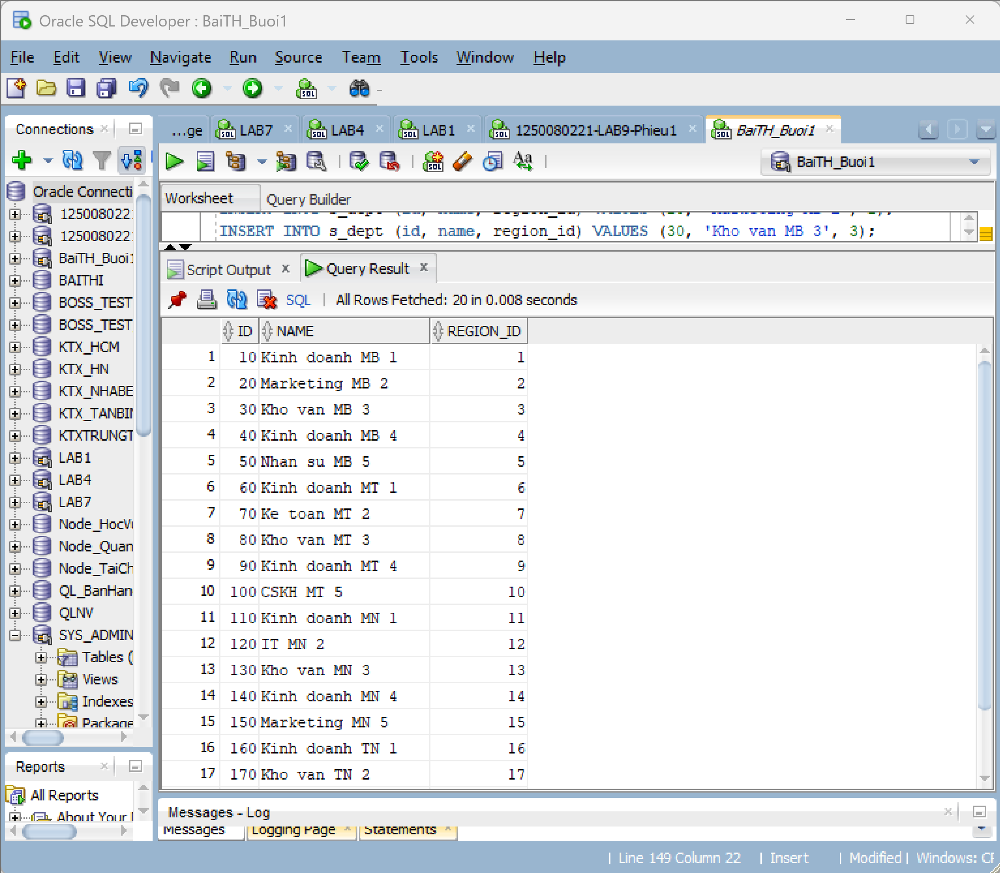 Oracle SQL Developer : BaiTH_Buoi1
File Edit View Navigate Run Source Team Tools Window Help
Connections
...ge LAB7 LAB4 LAB1 1250080221-LAB9-Phieu1 BaiTH_Buoi1
BaiTH_Buoi1
Worksheet Query Builder
INSERT INTO s_dept (id, name, region_id) VALUES (30, 'Kho van MB 3', 3);
Script Output Query Result
SQL | All Rows Fetched: 20 in 0.008 seconds
ID NAME REGION_ID
1 10 Kinh doanh MB 1 1
2 20 Marketing MB 2 2
3 30 Kho van MB 3 3
4 40 Kinh doanh MB 4 4
5 50 Nhan su MB 5 5
6 60 Kinh doanh MT 1 6
7 70 Ke toan MT 2 7
8 80 Kho van MT 3 8
9 90 Kinh doanh MT 4 9
10 100 CSKH MT 5 10
11 110 Kinh doanh MN 1 11
12 120 IT MN 2 12
13 130 Kho van MN 3 13
14 140 Kinh doanh MN 4 14
15 150 Marketing MN 5 15
16 160 Kinh doanh TN 1 16
17 170 Kho van TN 2 17
Oracle Connecti
1250080221
1250080221
BaiTH_Buoi1
BAITHI
BOSS_TEST
BOSS_TEST
KTX_HCM
KTX_HN
KTX_NHABE
KTX_TANBIN
KTXTRUNGT
LAB1
LAB4
LAB7
Node_HocVu
Node_Quan
Node_TaiCh
QL_BanHan
QLNV
SYS_ADMIN
Tables (
Views
Indexes
Package
Reports
All Reports
About Your
Messages - Log
Messages Logging Page Statements
Line 149 Column 22 | Insert | Modified | Windows: